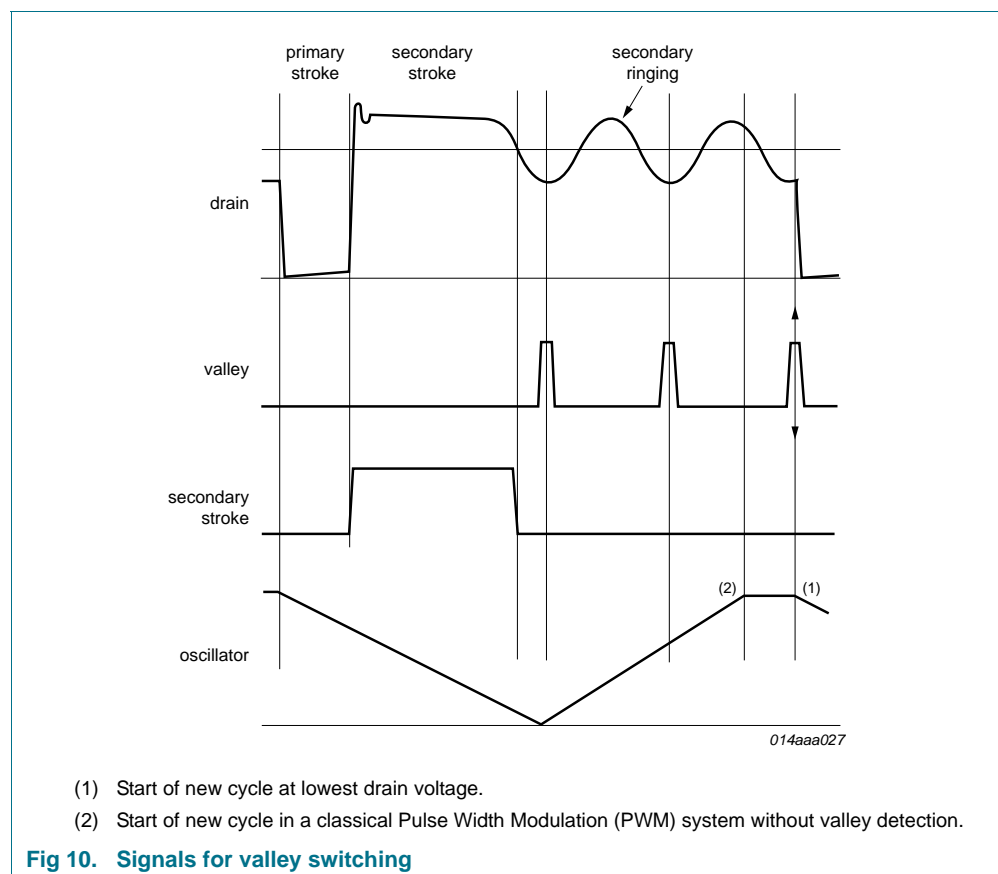 primary
stroke
secondary
stroke
secondary
ringing
drain
valley
secondary
stroke
(2)
(1)
oscillator
014aaa027
(1) Start of new cycle at lowest drain voltage.
(2) Start of new cycle in a classical Pulse Width Modulation (PWM) system without valley detection.
Fig 10. Signals for valley switching